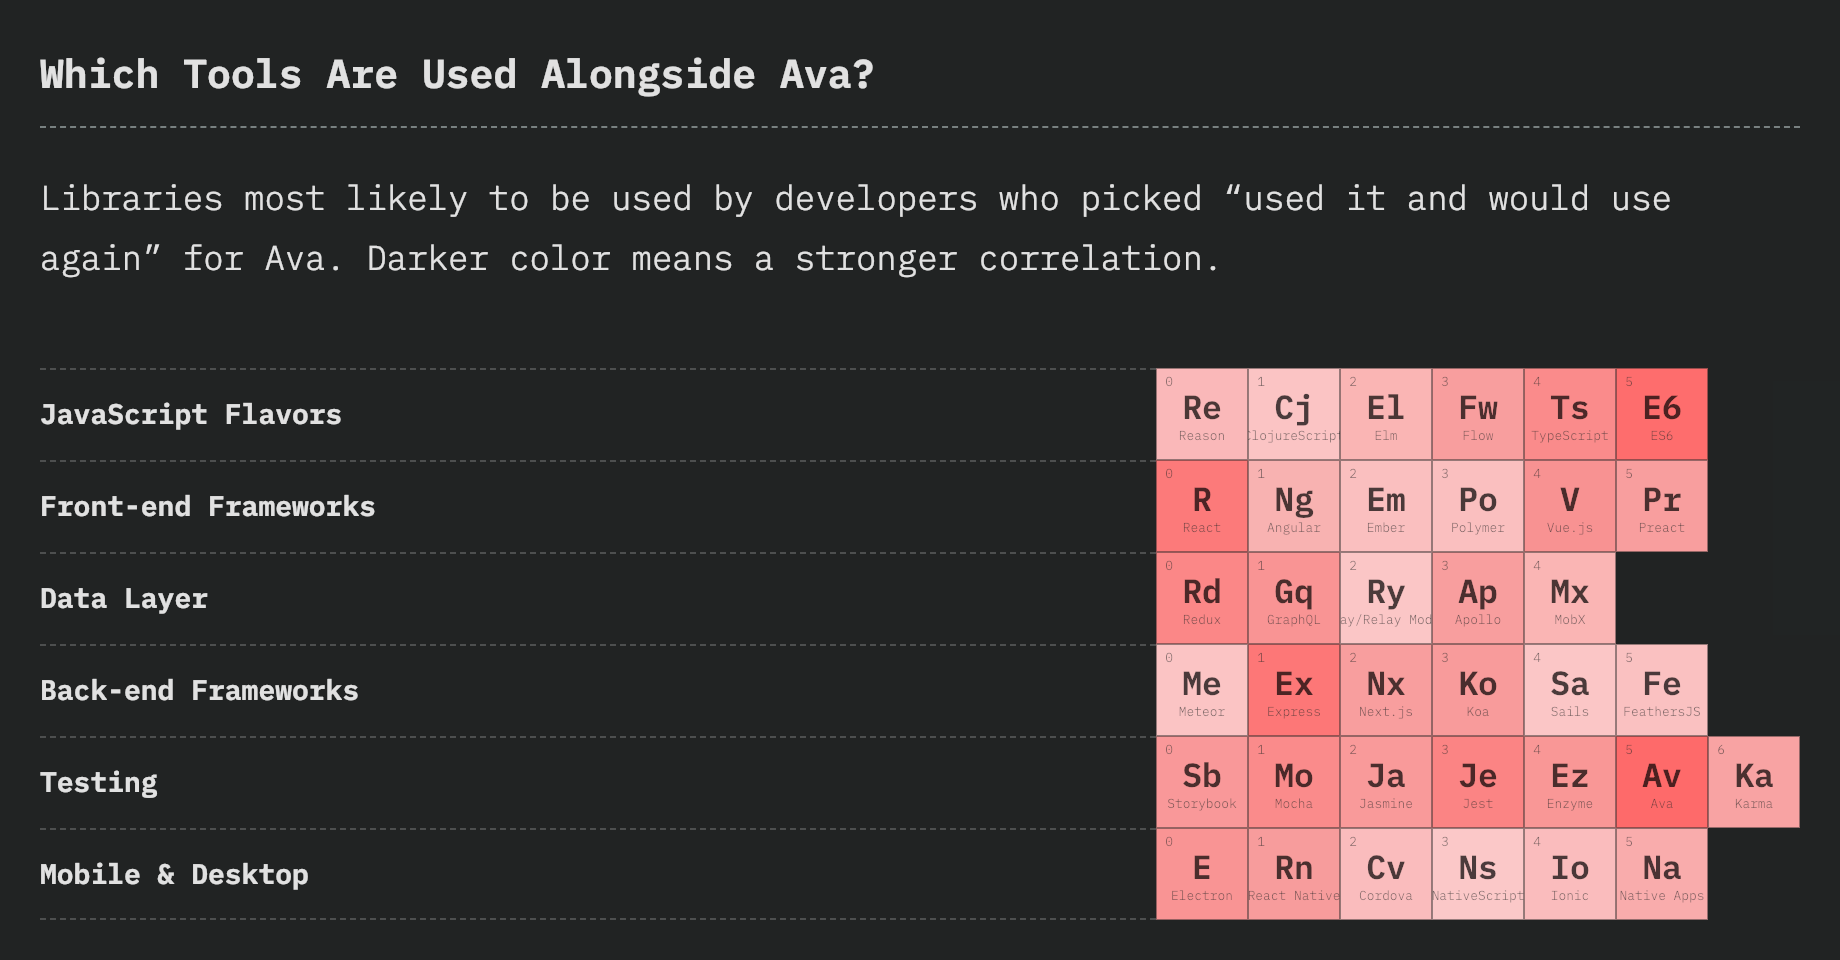 Which Tools Are Used Alongside Ava?
Libraries most likely to be used by developers who picked “used it and would use
again” for Ava. Darker color means a stronger correlation.
JavaScript Flavors
0 1 2 3 4 5
Re Cj El Fw Ts E6
Reason ClojureScript Elm Flow TypeScript ES6
Front-end Frameworks
0 1 2 3 4 5
R Ng Em Po V Pr
React Angular Ember Polymer Vue.js Preact
Data Layer
0 1 2 3 4
Rd Gq Ry Ap Mx
Redux GraphQL ay/Relay Mod Apollo MobX
Back-end Frameworks
0 1 2 3 4 5
Me Ex Nx Ko Sa Fe
Meteor Express Next.js Koa Sails FeathersJS
Testing
0 1 2 3 4 5 6
Sb Mo Ja Je Ez Av Ka
Storybook Mocha Jasmine Jest Enzyme Ava Karma
Mobile & Desktop
0 1 2 3 4 5
E Rn Cv Ns Io Na
Electron React Native Cordova NativeScript Ionic Native Apps